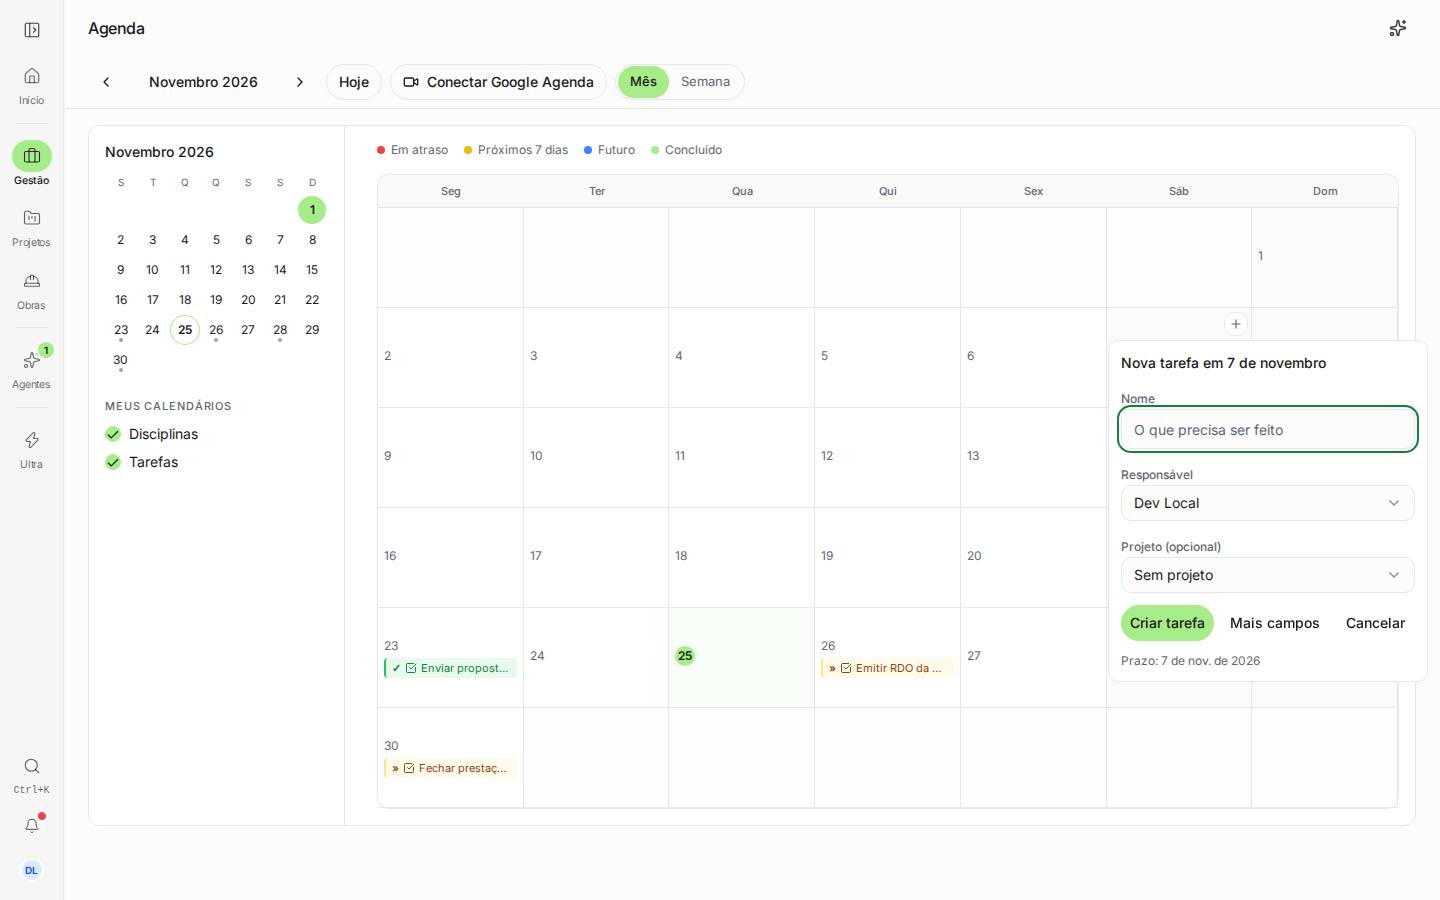 Agenda
Novembro 2026
Hoje
Conectar Google Agenda
Mês
Semana
Início
Gestão
Projetos
Obras
1
Agentes
Ultra
Ctrl+K
DL
Novembro 2026
S T Q Q S S D
1
2 3 4 5 6 7 8
9 10 11 12 13 14 15
16 17 18 19 20 21 22
23 24 25 26 27 28 29
30
MEUS CALENDÁRIOS
Disciplinas
Tarefas
Em atraso
Próximos 7 dias
Futuro
Concluído
Seg Ter Qua Qui Sex Sáb Dom
1
2 3 4 5 6
9 10 11 12 13
16 17 18 19 20
23 24 25 26 27
✓ Enviar propost...
» Emitir RDO da ...
30
» Fechar prestaç...
Nova tarefa em 7 de novembro
Nome
O que precisa ser feito
Responsável
Dev Local
Projeto (opcional)
Sem projeto
Criar tarefa
Mais campos
Cancelar
Prazo: 7 de nov. de 2026